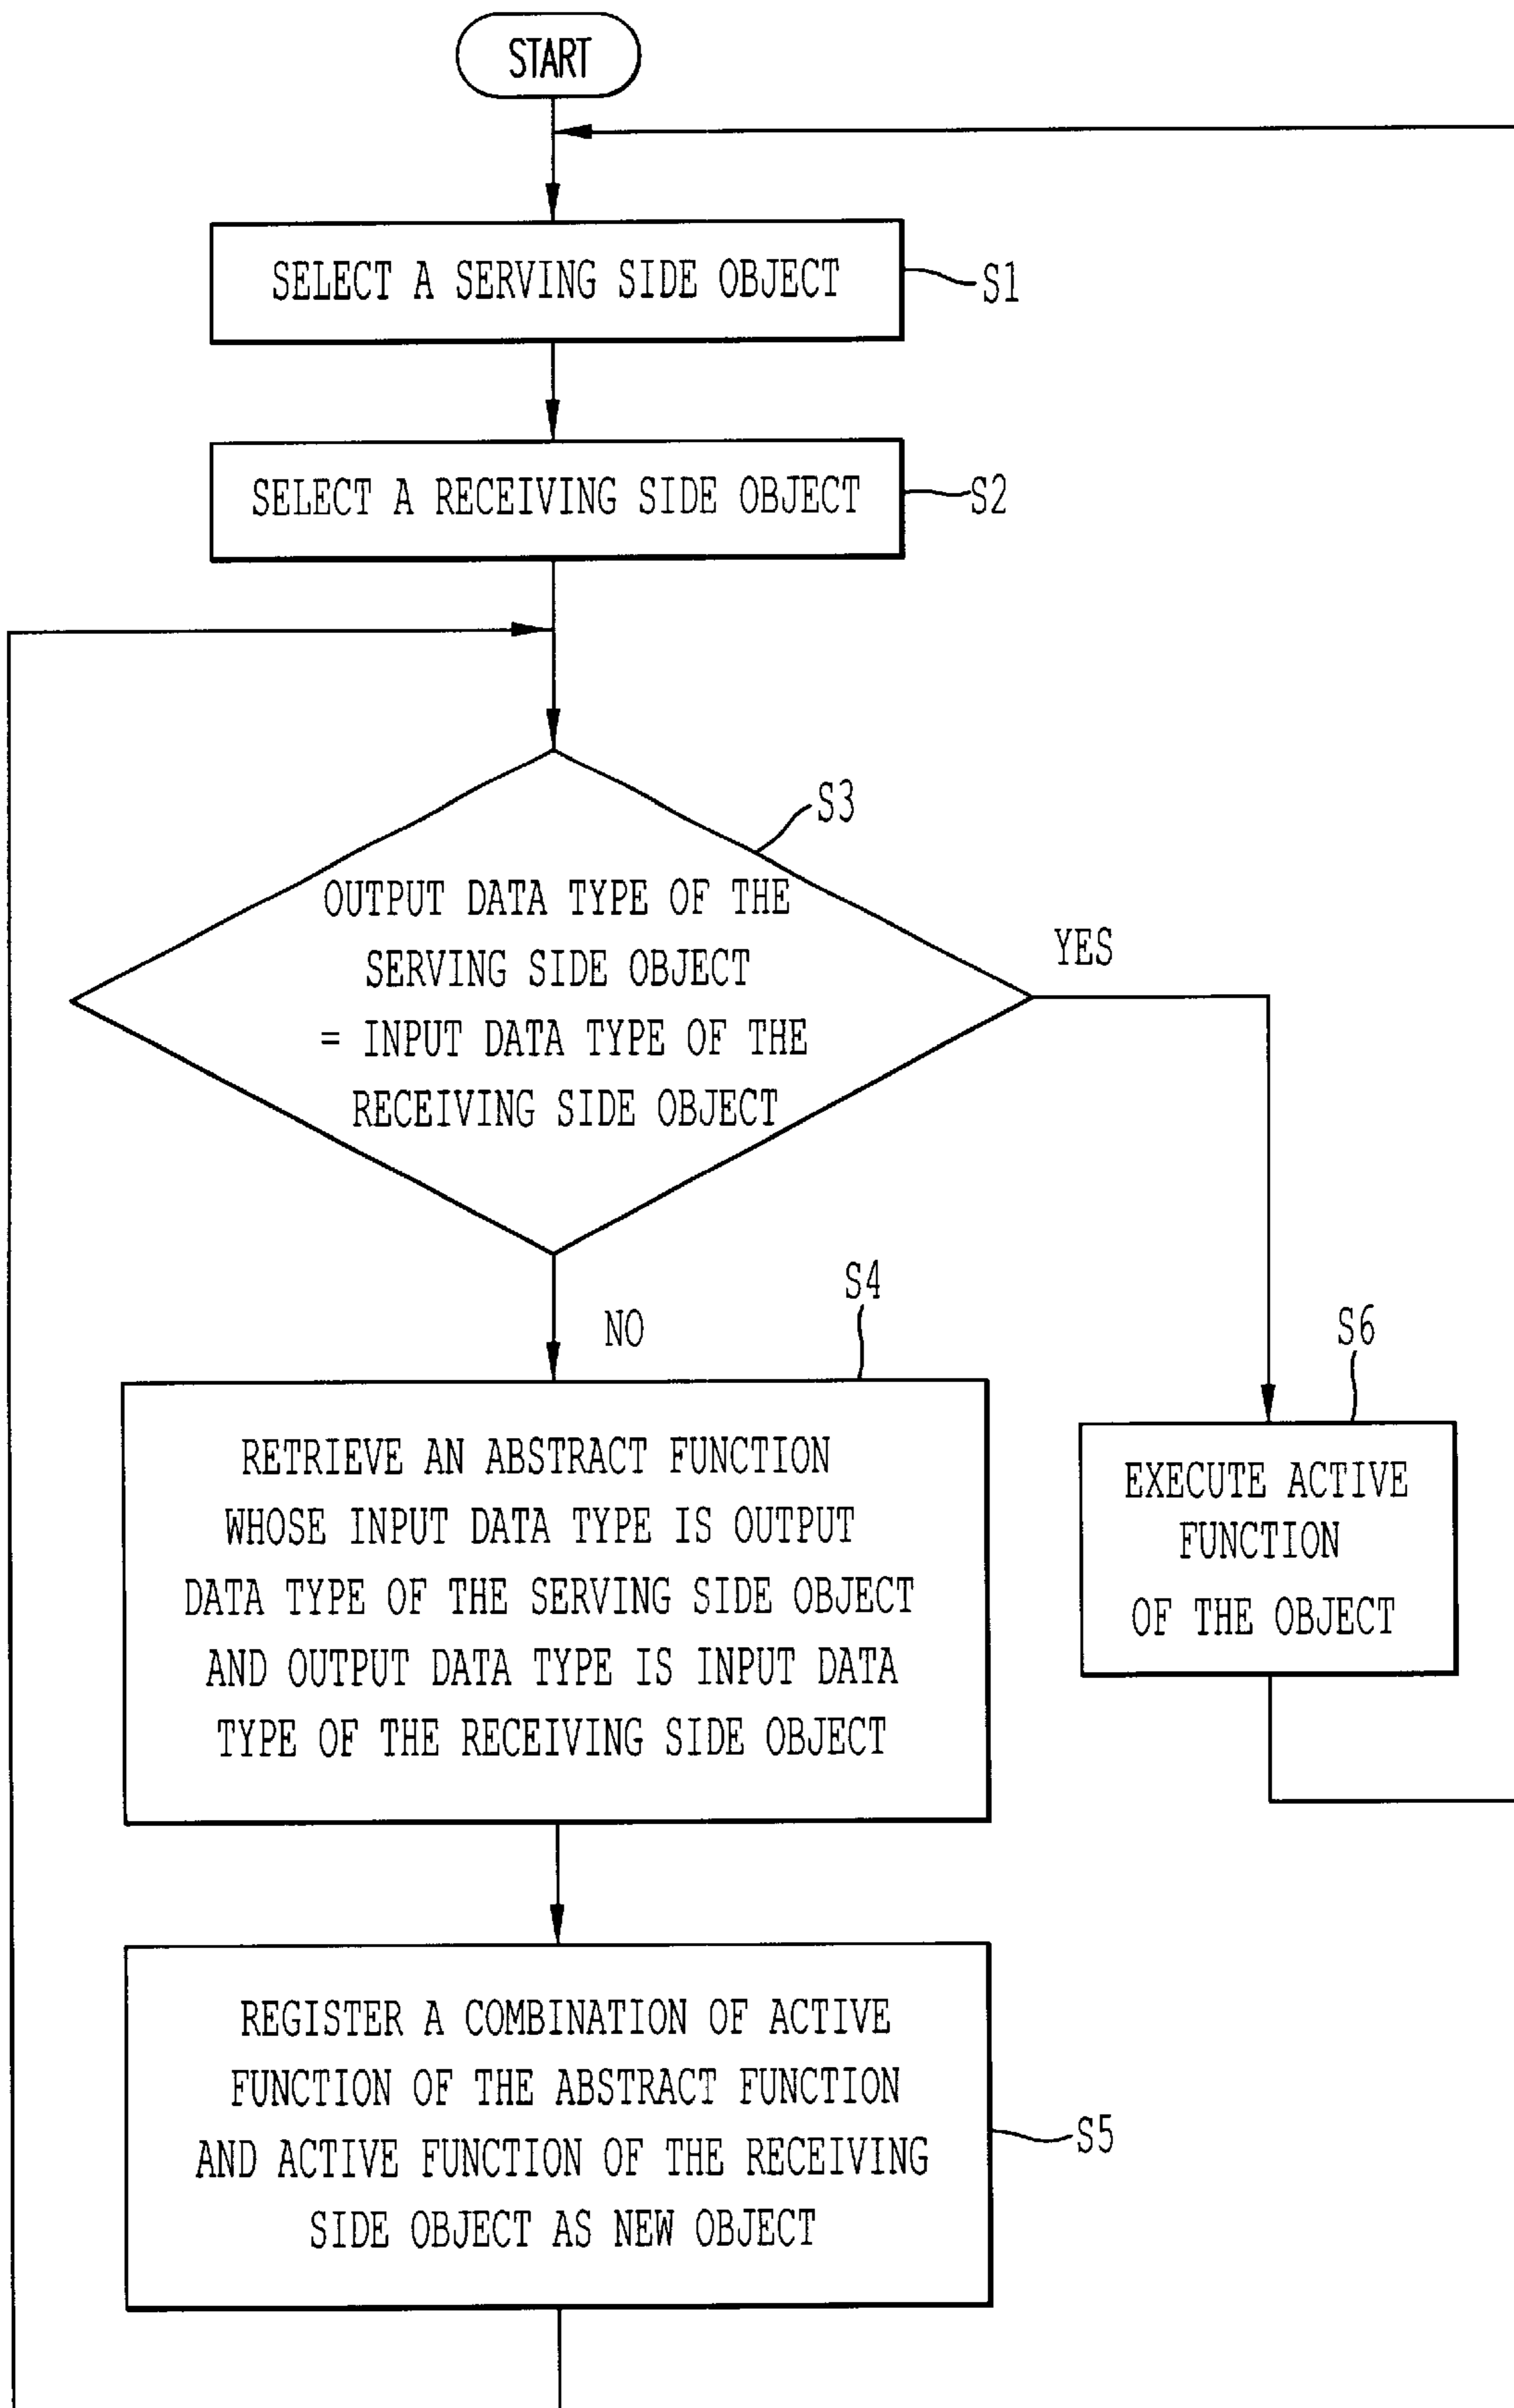 START
SELECT A SERVING SIDE OBJECT
S1
SELECT A RECEIVING SIDE OBJECT
S2
S3
OUTPUT DATA TYPE OF THE
SERVING SIDE OBJECT
= INPUT DATA TYPE OF THE
RECEIVING SIDE OBJECT
YES
NO
S4
RETRIEVE AN ABSTRACT FUNCTION
WHOSE INPUT DATA TYPE IS OUTPUT
DATA TYPE OF THE SERVING SIDE OBJECT
AND OUTPUT DATA TYPE IS INPUT DATA
TYPE OF THE RECEIVING SIDE OBJECT
S6
EXECUTE ACTIVE
FUNCTION
OF THE OBJECT
REGISTER A COMBINATION OF ACTIVE
FUNCTION OF THE ABSTRACT FUNCTION
AND ACTIVE FUNCTION OF THE RECEIVING
SIDE OBJECT AS NEW OBJECT
S5